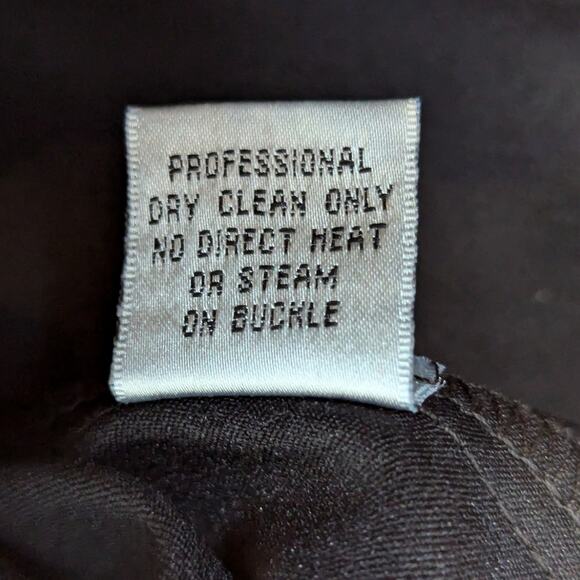 PROFESSIONAL
DRY CLEAN ONLY
NO DIRECT HEAT
OR STEAM
ON BUCKLE